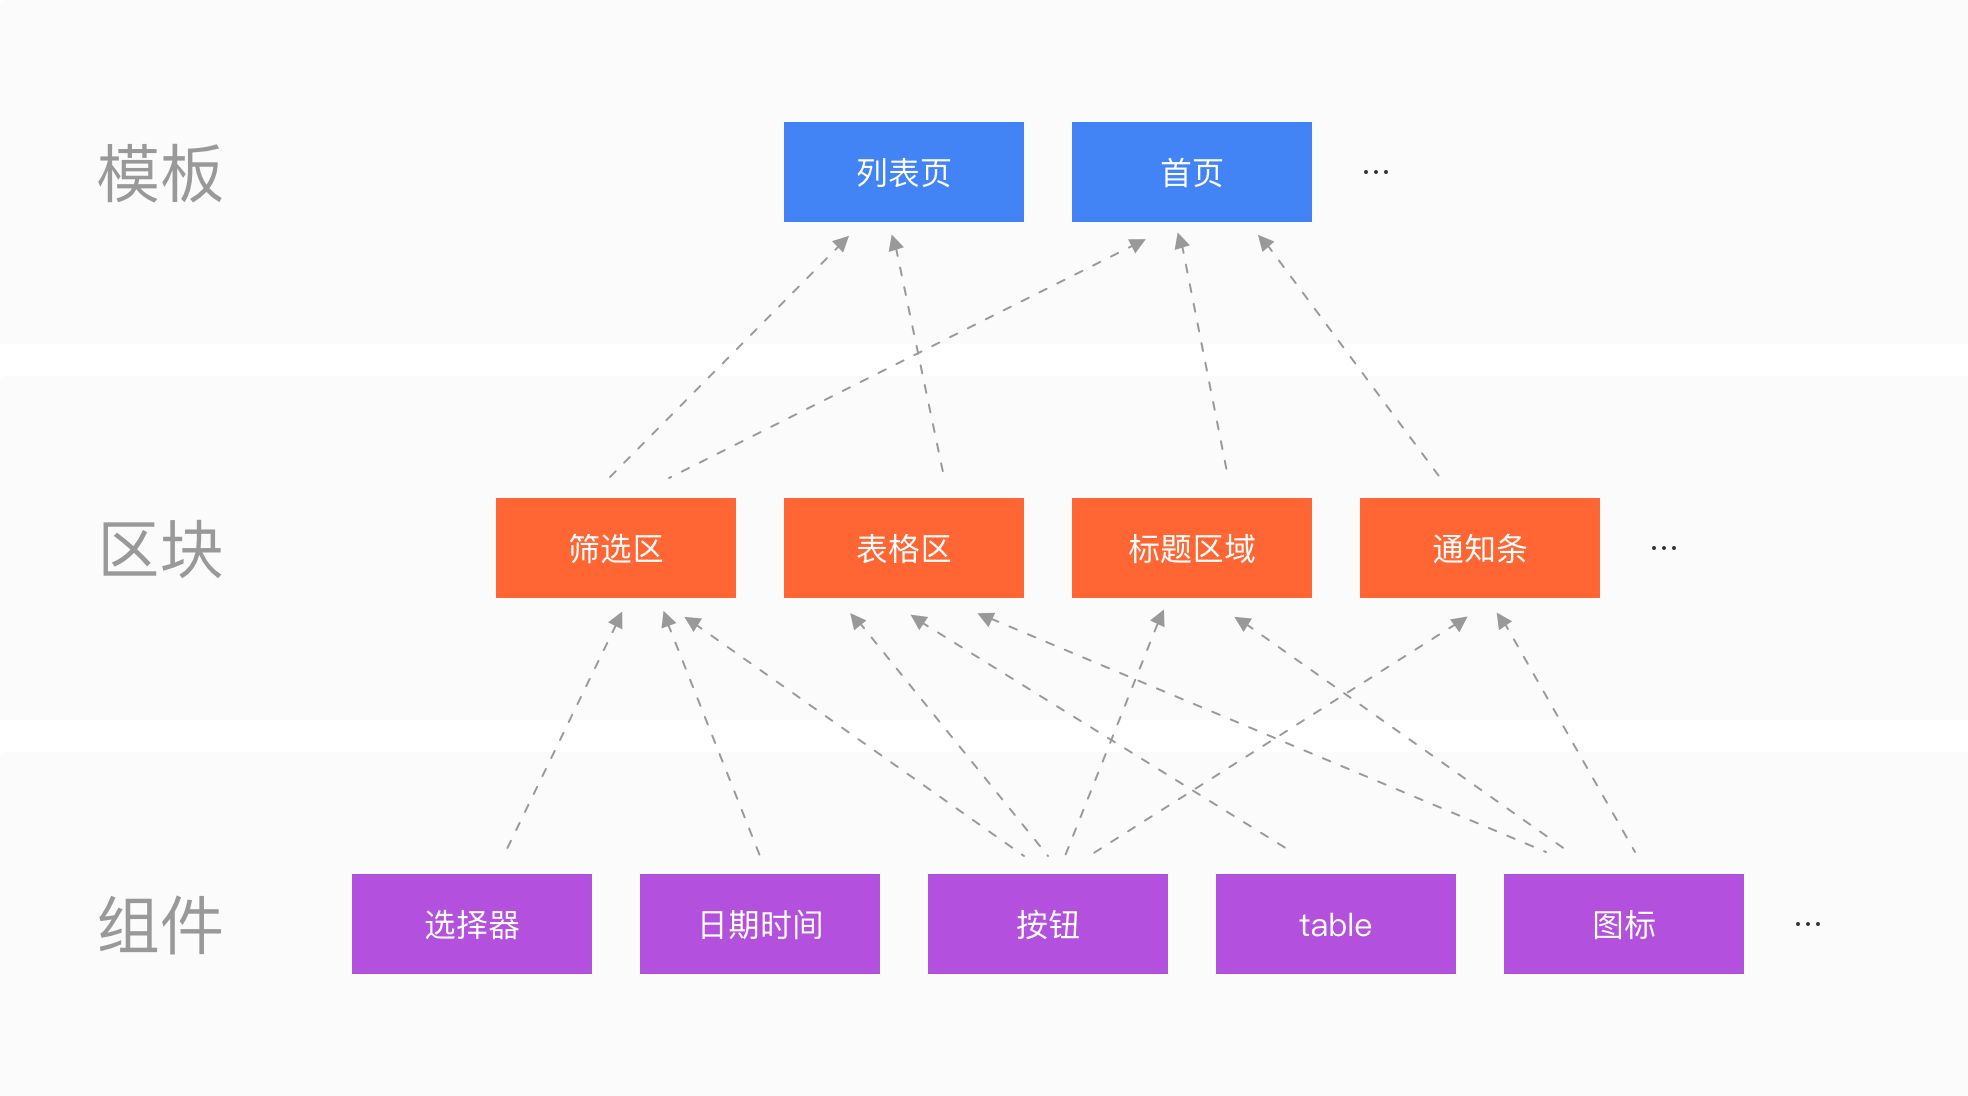 模板
列表页
首页
...
区块
筛选区
表格区
标题区域
通知条
...
组件
选择器
日期时间
按钮
table
图标
...